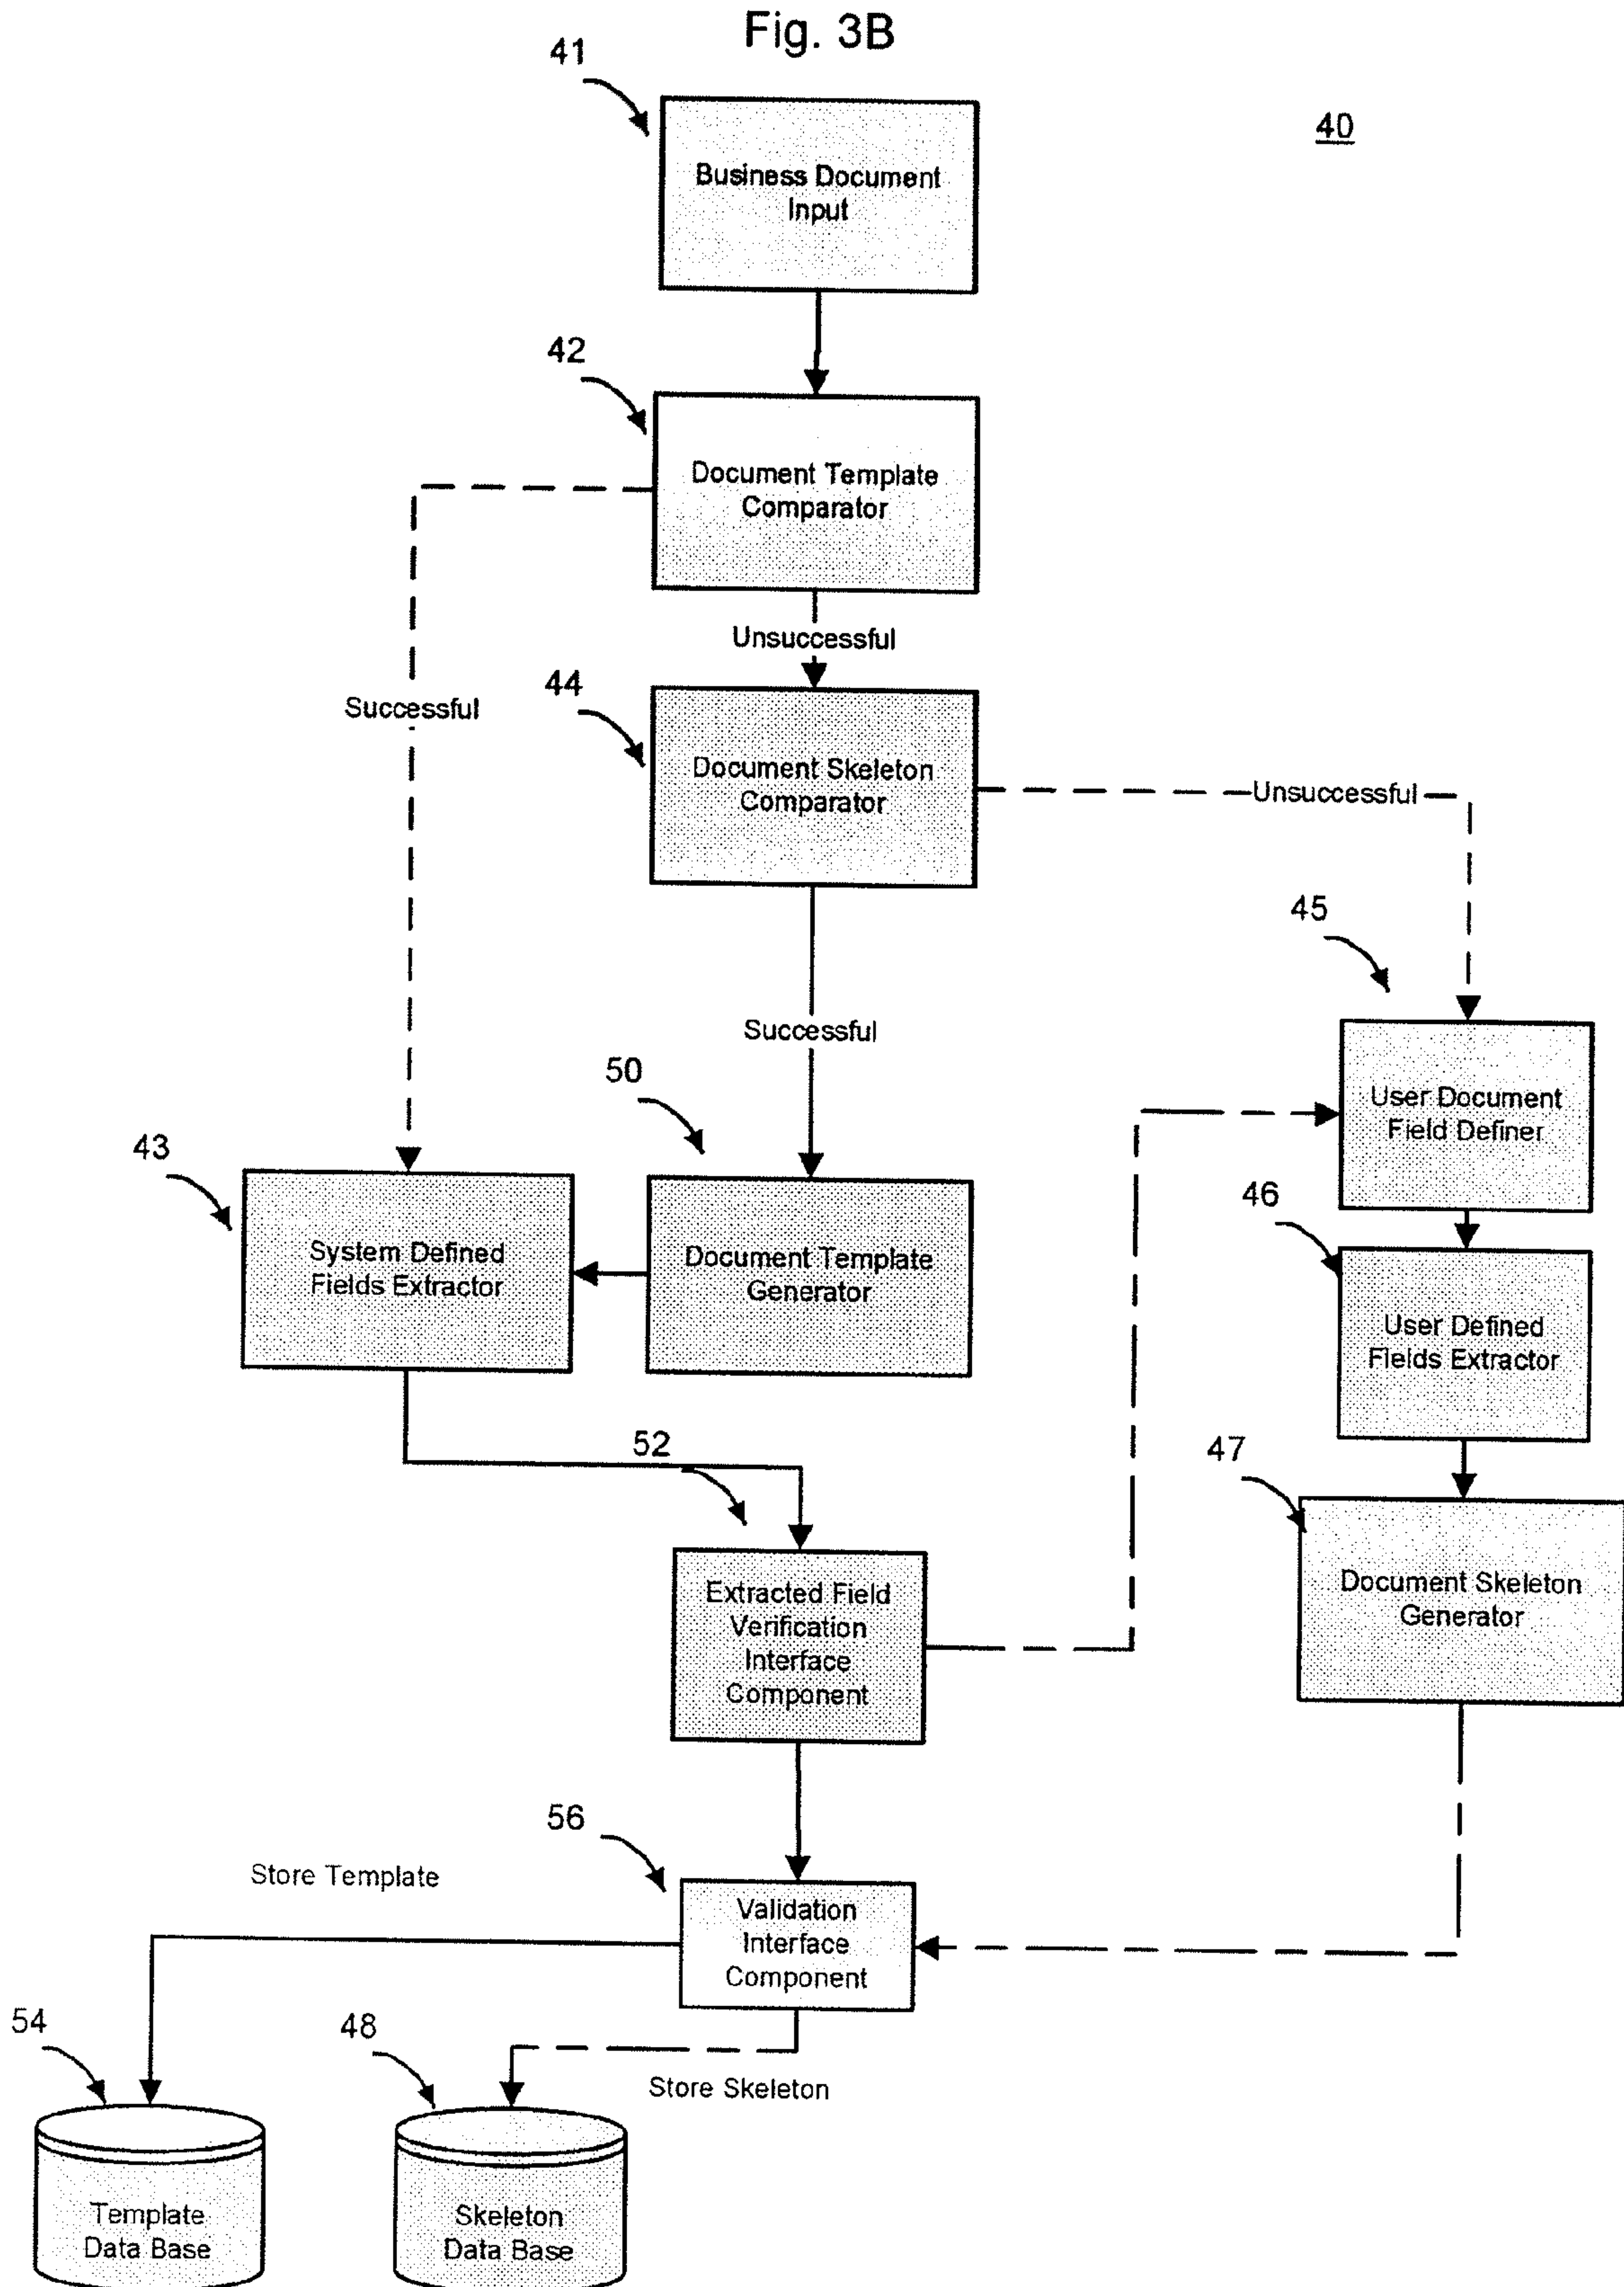 Fig. 3B
41
40
Business Document
Input
42
Document Template
Comparator
Unsuccessful
44
Successful
Document Skeleton
Comparator
Unsuccessful
45
Successful
50
User Document
Field Definer
43
46
System Defined
Fields Extractor
Document Template
Generator
User Defined
Fields Extractor
52
47
Extracted Field
Verification
Interface
Component
Document Skeleton
Generator
56
Store Template
Validation
Interface
Component
54
48
Store Skeleton
Template
Data Base
Skeleton
Data Base